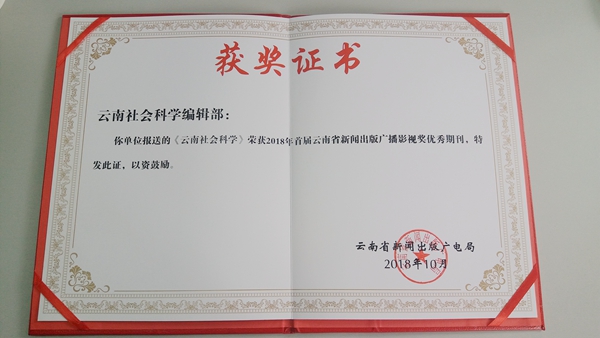 获奖证书
云南社会科学编辑部：
你单位报送的《云南社会科学》荣获2018年首届云南省新闻出版广播影视奖优秀期刊，特
发此证，以资鼓励。
云南省新闻出版广电局
2018年10月